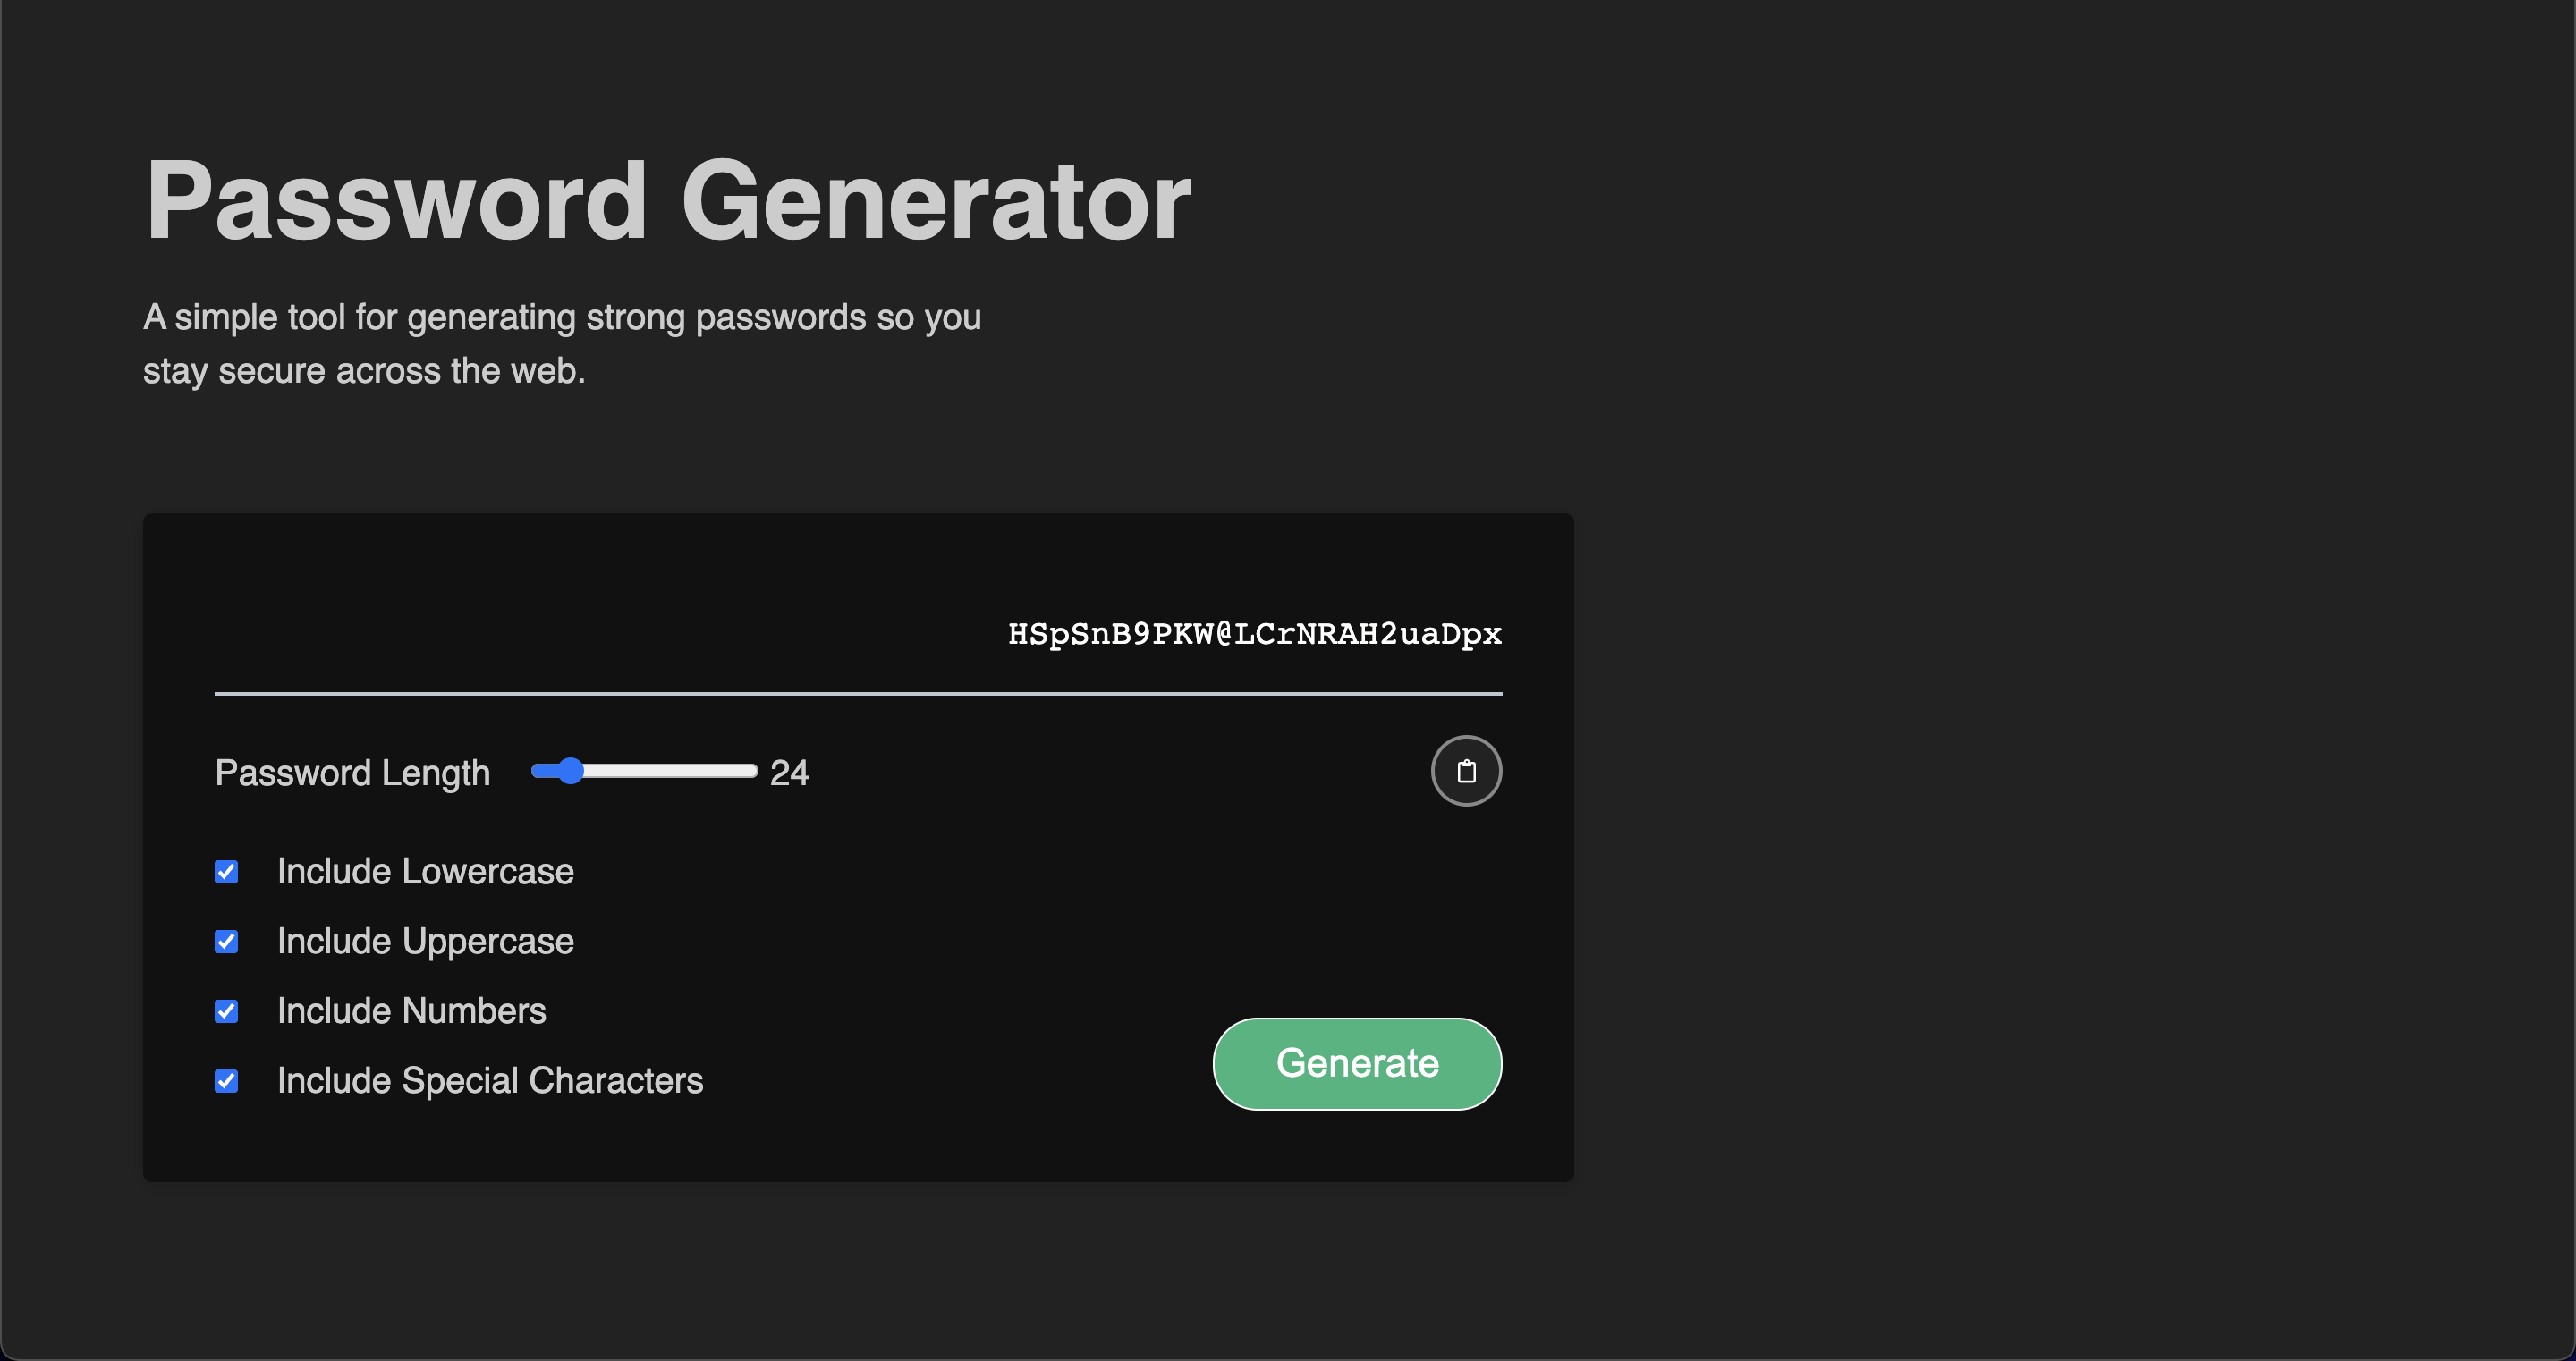 Password Generator
A simple tool for generating strong passwords so you
stay secure across the web.
HSpSnB9PKW@LCrNRAH2uaDpx
Password Length 24
Include Lowercase
Include Uppercase
Include Numbers
Include Special Characters
Generate